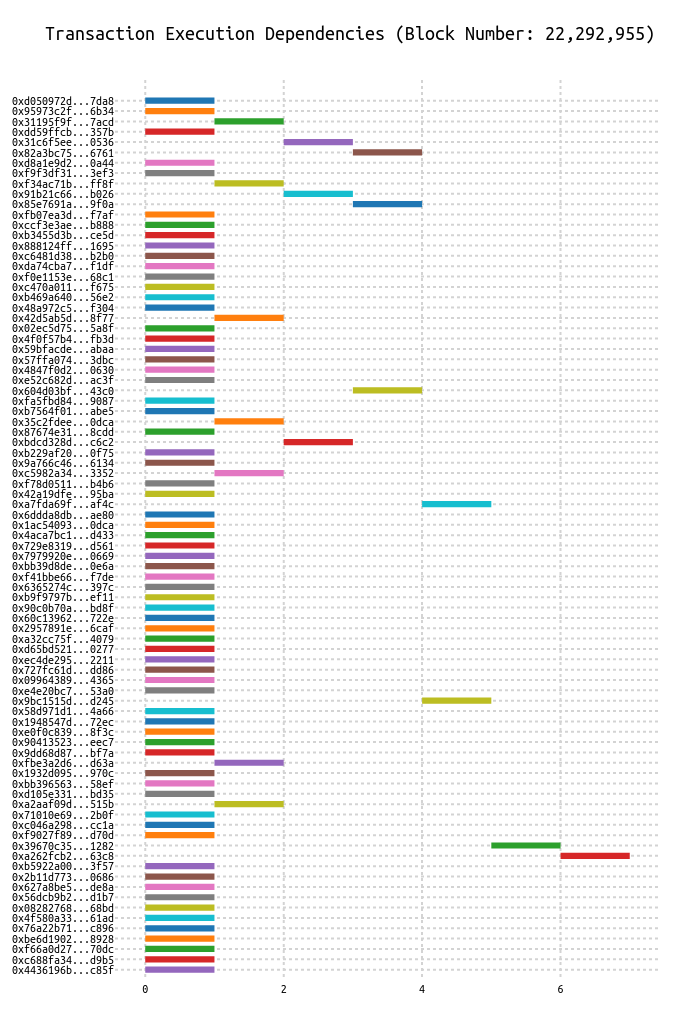 Transaction Execution Dependencies (Block Number: 22,292,955)
0xd050972d...7da8
0x95973c2f...6b34
0x31195f9f...7acd
0xdd59ffcb...357b
0x31c6f5ee...0536
0x82a3bc75...6761
0xd8a1e9d2...0a44
0xf9f3df31...3ef3
0xf34ac71b...ff8f
0x91b21c66...b026
0x85e7691a...9f0a
0xfb07ea3d...f7af
0xccf3e3ae...b888
0xb3455d3b...ce5d
0x888124ff...1695
0xc6481d38...b2b0
0xda74cba7...f1df
0xf0e1153e...68c1
0xc470a011...f675
0xb469a640...56e2
0x48a972c5...f304
0x42d5ab5d...8f77
0x02ec5d75...5a8f
0x4f0f57b4...fb3d
0x59bfacde...abaa
0x57ffa074...3dbc
0x4847f0d2...0630
0xe52c682d...ac3f
0x604d03bf...43c0
0xfa5fbd84...9087
0xb7564f01...abe5
0x35c2fdee...0dca
0x87674e31...8cdd
0xbdcd328d...c6c2
0xb229af20...0f75
0x9a766c46...6134
0xc5982a34...3352
0xf78d0511...b4b6
0x42a19dfe...95ba
0xa7fda69f...af4c
0x6ddda8db...ae80
0x1ac54093...0dca
0x4aca7bc1...d433
0x729e8319...d561
0x7979920e...0669
0xbb39d8de...0e6a
0xf41bbe66...f7de
0x6365274c...397c
0xb9f9797b...ef11
0x90c0b70a...bd8f
0x60c13962...722e
0x2957891e...6caf
0xa32cc75f...4079
0xd65bd521...0277
0xec4de295...2211
0x727fc61d...dd86
0x09964389...4365
0xe4e20bc7...53a0
0x9bc1515d...d245
0x58d971d1...4a66
0x1948547d...72ec
0xe0f0c839...8f3c
0x90413523...eec7
0x9dd68d87...bf7a
0xfbe3a2d6...d63a
0x1932d095...970c
0xbb396563...58ef
0xd105e331...bd35
0xa2aaf09d...515b
0x71010e69...2b0f
0xc046a298...cc1a
0xf9027f89...d70d
0x39670c35...1282
0xa262fcb2...63c8
0xb5922a00...3f57
0x2b11d773...0686
0x627a8be5...de8a
0x56dcb9b2...d1b7
0x08282768...68bd
0x4f580a33...61ad
0x76a22b71...c896
0xbe6d1902...8928
0xf66a0d27...70dc
0xc688fa34...d9b5
0x4436196b...c85f
0 2 4 6